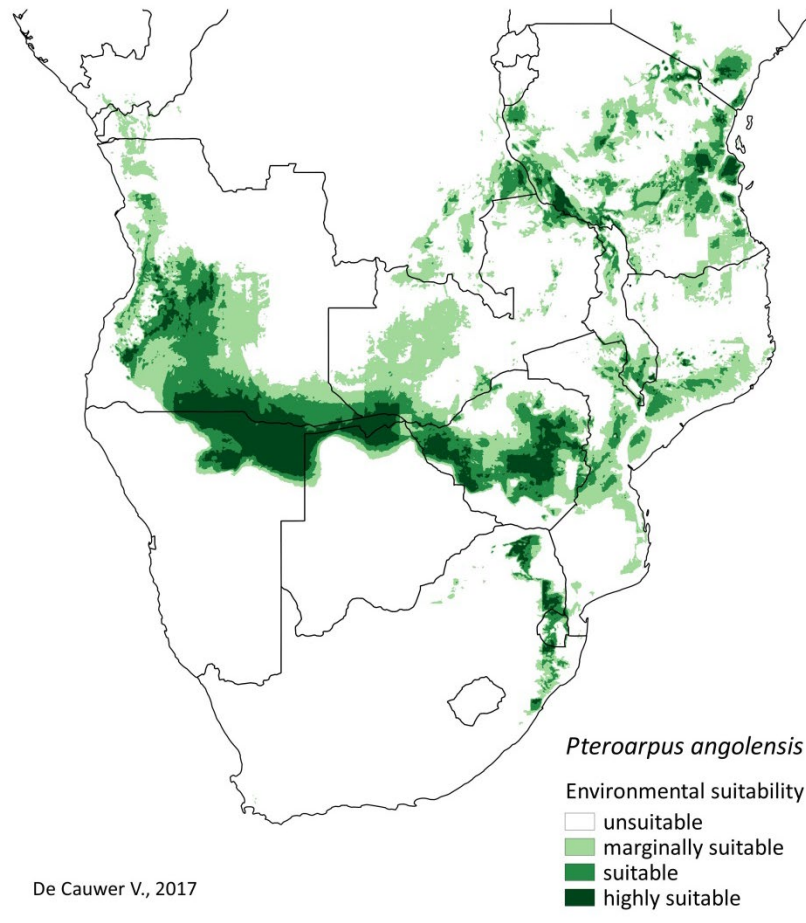 Pteroarpus angolensis
Environmental suitability
unsuitable
marginally suitable
suitable
highly suitable
De Cauwer V., 2017